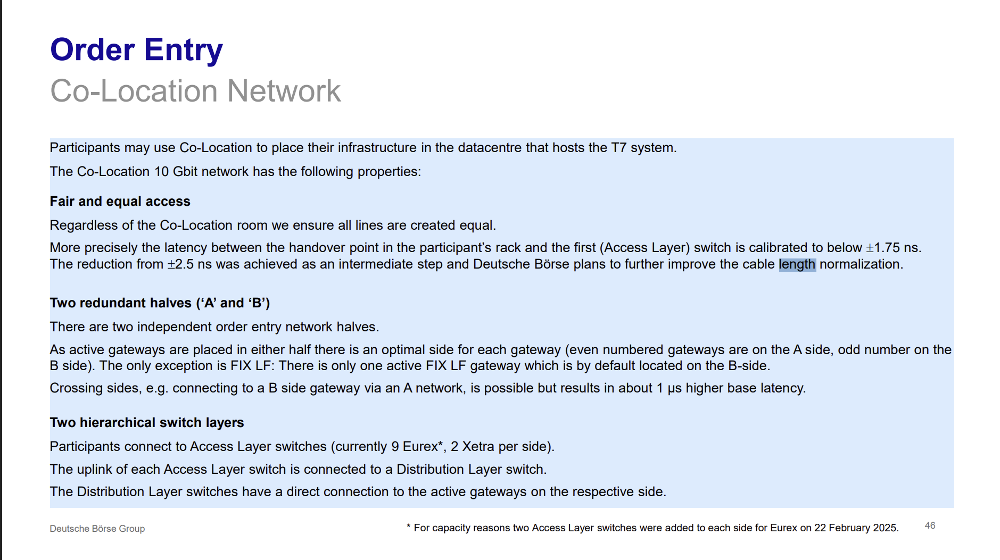 Order Entry
Co-Location Network
Participants may use Co-Location to place their infrastructure in the datacentre that hosts the T7 system.
The Co-Location 10 Gbit network has the following properties:
Fair and equal access
Regardless of the Co-Location room we ensure all lines are created equal.
More precisely the latency between the handover point in the participant’s rack and the first (Access Layer) switch is calibrated to below ±1.75 ns.
The reduction from ±2.5 ns was achieved as an intermediate step and Deutsche Börse plans to further improve the cable length normalization.
Two redundant halves (‘A’ and ‘B’)
There are two independent order entry network halves.
As active gateways are placed in either half there is an optimal side for each gateway (even numbered gateways are on the A side, odd number on the
B side). The only exception is FIX LF: There is only one active FIX LF gateway which is by default located on the B-side.
Crossing sides, e.g. connecting to a B side gateway via an A network, is possible but results in about 1 µs higher base latency.
Two hierarchical switch layers
Participants connect to Access Layer switches (currently 9 Eurex*, 2 Xetra per side).
The uplink of each Access Layer switch is connected to a Distribution Layer switch.
The Distribution Layer switches have a direct connection to the active gateways on the respective side.
Deutsche Börse Group
* For capacity reasons two Access Layer switches were added to each side for Eurex on 22 February 2025.
46